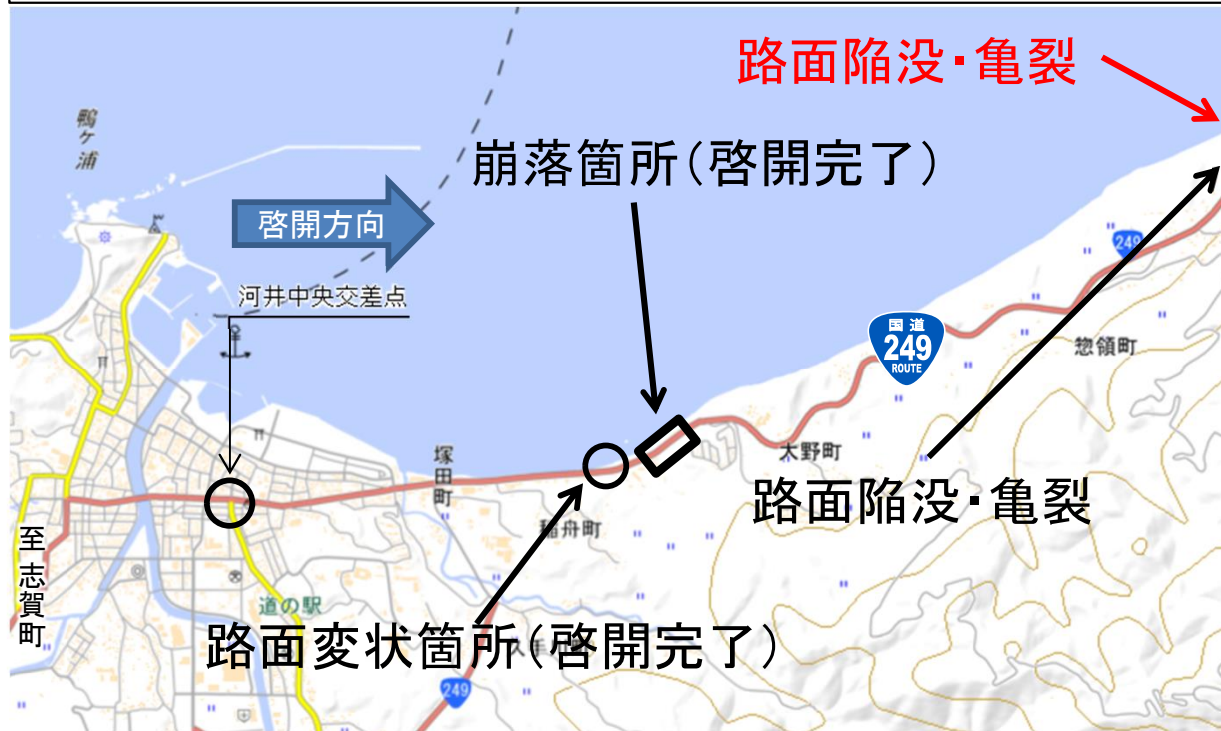 路面陥没・亀裂
鴨ヶ浦
崩落箇所(啓開完了)
啓開方向
249
河井中央交差点
国道
249
ROUTE
惣領町
塚田町
太野町
路面陥没・亀裂
稲舟町
至 志賀町
道の駅
路面変状箇所(啓開完了)
249